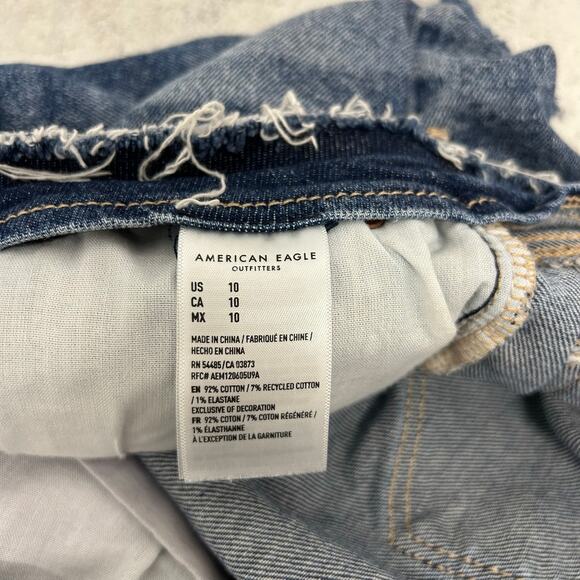 AMERICAN EAGLE
OUTFITTERS
US 10
CA 10
MX 10
MADE IN CHINA / FABRIQUÉ EN CHINE /
HECHO EN CHINA
RN 54485/CA 03873
RFC# AEM120605U9A
EN 92% COTTON / 7% RECYCLED COTTON
/ 1% ELASTANE
EXCLUSIVE OF DECORATION
FR 92% COTON / 7% COTON RÉGÉNÉRÉ /
1% ÉLASTHANNE
À L'EXCEPTION DE LA GARNITURE